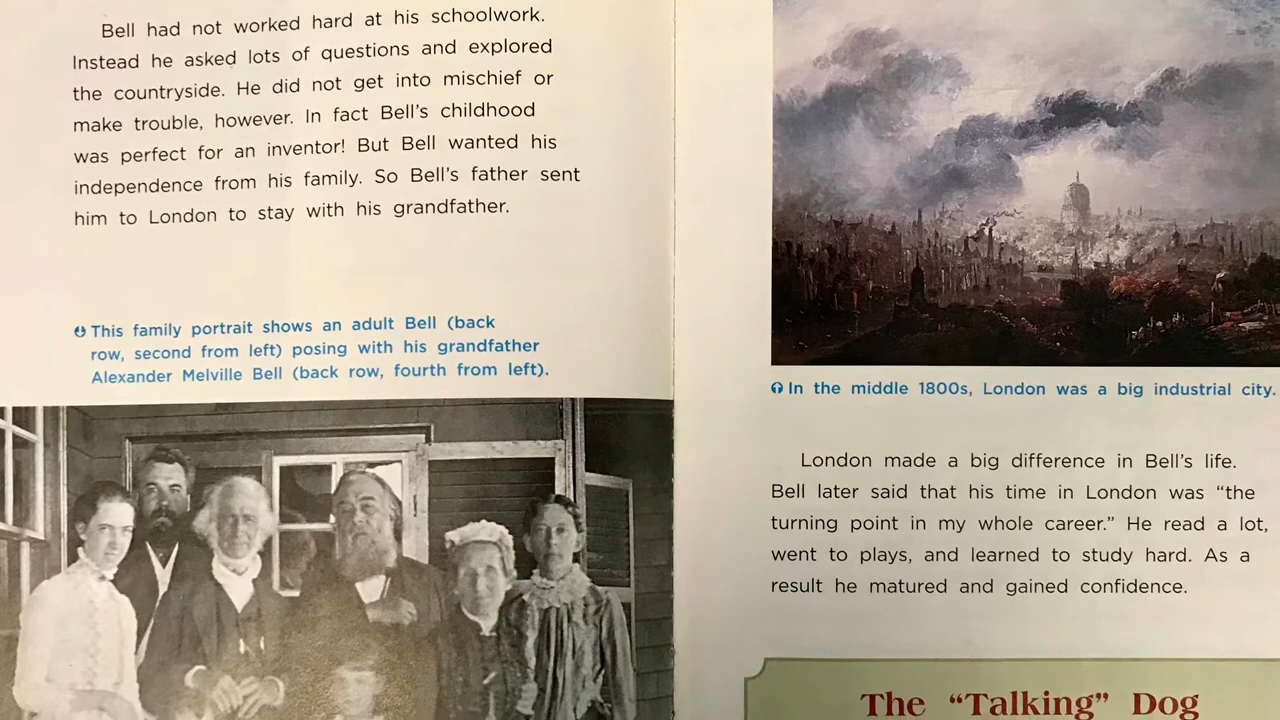 Bell had not worked hard at his schoolwork.
Instead he asked lots of questions and explored
the countryside. He did not get into mischief or
make trouble, however. In fact Bell's childhood
was perfect for an inventor! But Bell wanted his
independence from his family. So Bell's father sent
him to London to stay with his grandfather.
This family portrait shows an adult Bell (back
row, second from left) posing with his grandfather
Alexander Melville Bell (back row, fourth from left).
In the middle 1800s, London was a big industrial city.
London made a big difference in Bell's life.
Bell later said that his time in London was “the
turning point in my whole career.” He read a lot,
went to plays, and learned to study hard. As a
result he matured and gained confidence.
The “Talking” Dog